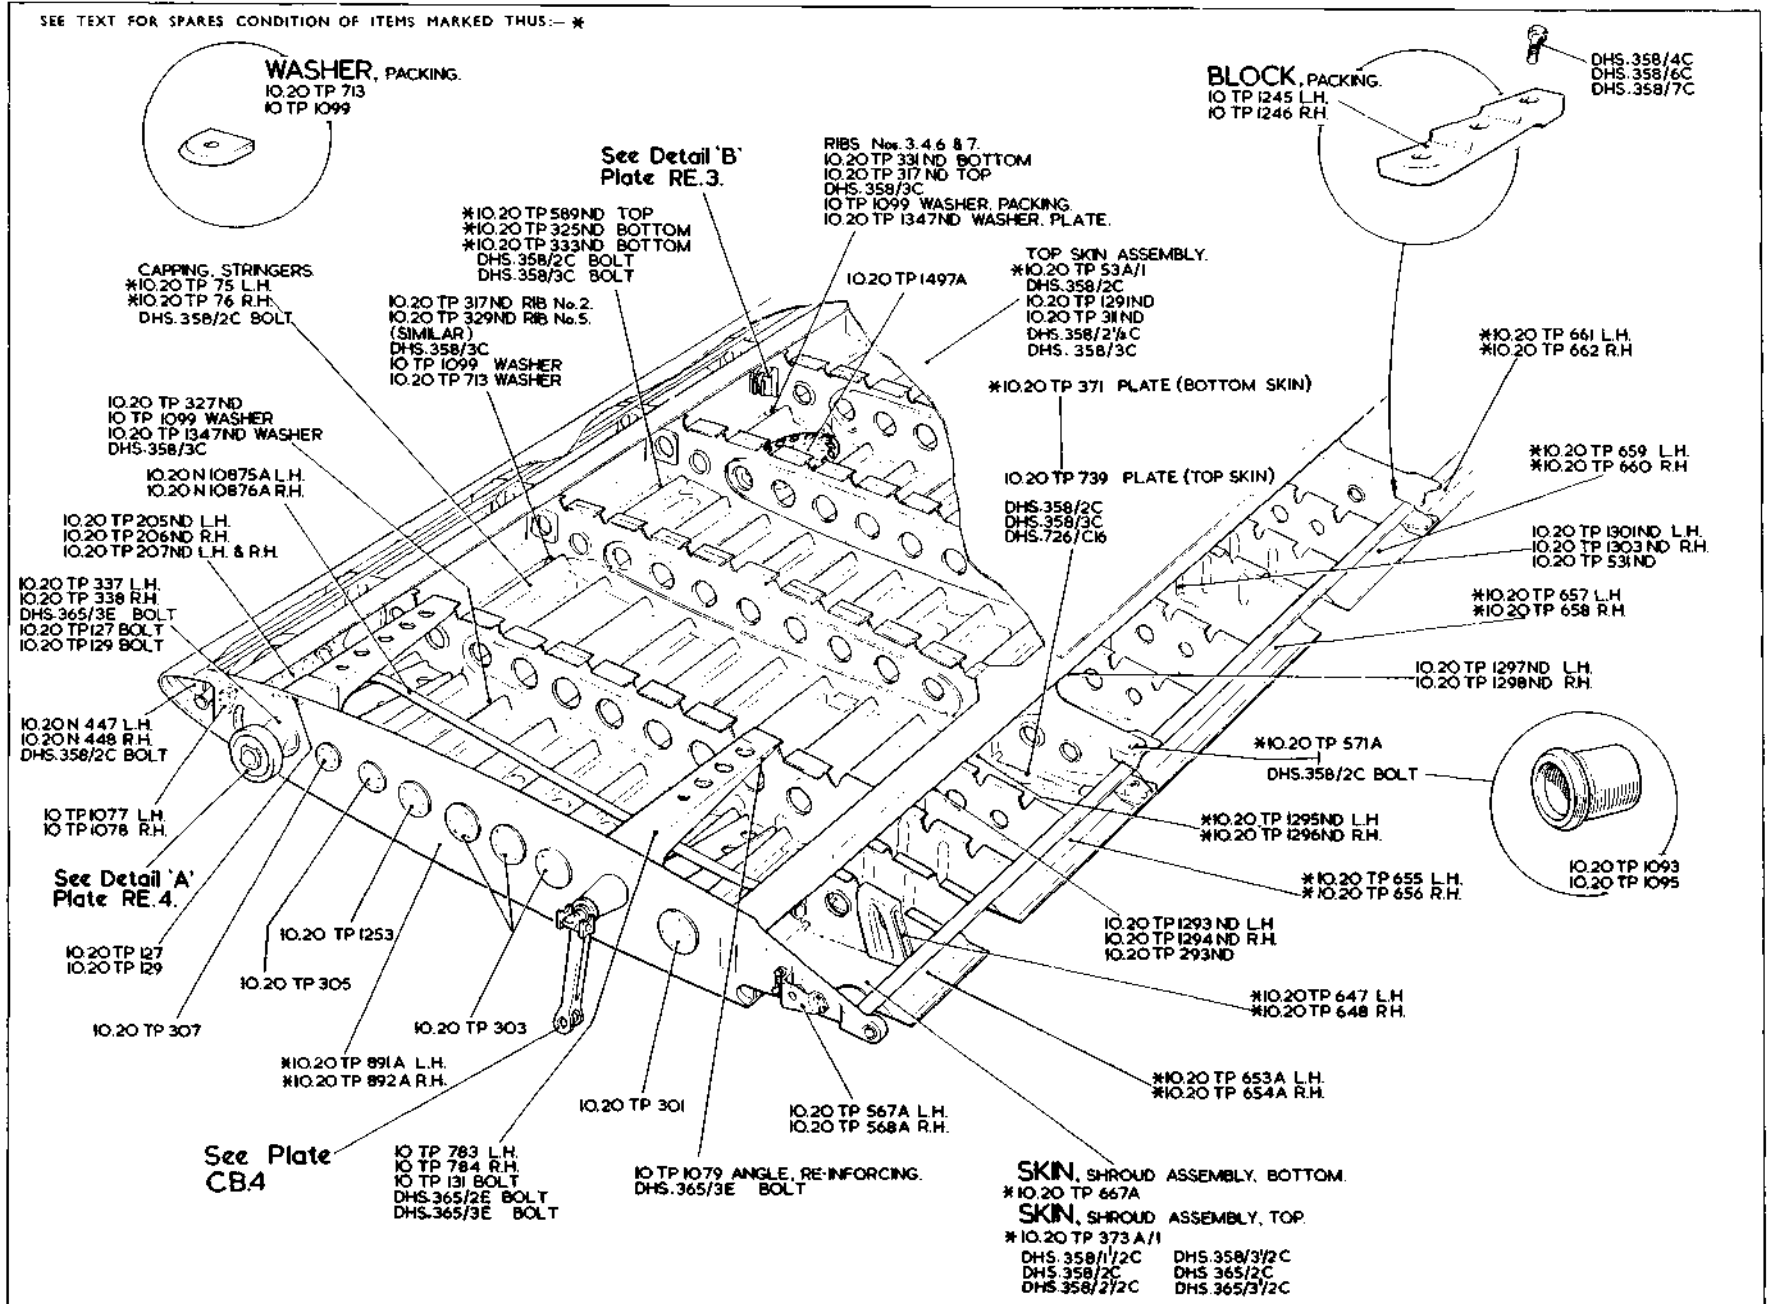 SEE TEXT FOR SPARES CONDITION OF ITEMS MARKED THUS:– *
WASHER, PACKING.
10.20 TP 713
10 TP 1099
BLOCK, PACKING.
10 TP 1245 L.H.
10 TP 1246 R.H.
DHS.358/4C
DHS.358/6C
DHS.358/7C
See Detail 'B'
Plate RE.3.
RIBS Nos. 3.4.6 & 7.
10.20 TP 331ND BOTTOM
10.20 TP 317 ND TOP
DHS.358/3C
10 TP 1099 WASHER, PACKING.
10.20 TP 1347ND WASHER, PLATE.
*10.20 TP 589ND TOP
*10.20 TP 325ND BOTTOM
*10.20 TP 333ND BOTTOM
DHS.358/2C BOLT
DHS.358/3C BOLT
CAPPING, STRINGERS.
*10.20 TP 75 L.H.
*10.20 TP 76 R.H.
DHS.358/2C BOLT
10.20 TP 317ND RIB No.2.
10.20 TP 329ND RIB No.5.
(SIMILAR)
DHS.358/3C
10 TP 1099 WASHER
10.20 TP 713 WASHER
10.20 TP 1497A
TOP SKIN ASSEMBLY.
*10.20 TP 53A/1
DHS.358/2C
10.20 TP 1291ND
10.20 TP 311ND
DHS.358/2½C
DHS. 358/3C
*10.20 TP 661 L.H.
*10.20 TP 662 R.H
*10.20 TP 371 PLATE (BOTTOM SKIN)
10.20 TP 739 PLATE (TOP SKIN)
DHS.358/2C
DHS.358/3C
DHS.726/C16
10.20 TP 327ND
10 TP 1099 WASHER
10.20 TP 1347ND WASHER
DHS.358/3C
10.20 N 10875A L.H.
10.20 N 10876A R.H.
10.20 TP 205ND L.H.
10.20 TP 206ND R.H.
10.20 TP 207ND L.H. & R.H.
*10.20 TP 659 L.H.
*10.20 TP 660 R.H
10.20 TP 1301ND L.H.
10.20 TP 1303 ND R.H.
10.20 TP 531ND
10.20 TP 337 L.H.
10.20 TP 338 R.H.
DHS.365/3E BOLT
10.20 TP127 BOLT
10.20 TP129 BOLT
*10.20 TP 657 L.H
*10.20 TP 658 R.H.
10.20 TP 1297ND L.H.
10.20 TP 1298ND R.H.
10.20 N 447 L.H.
10.20 N 448 R.H.
DHS.358/2C BOLT
*10.20 TP 571A
DHS.358/2C BOLT
10 TP 1077 L.H.
10 TP 1078 R.H.
*10.20 TP 1295ND L.H
*10.20 TP 1296ND R.H.
10.20 TP 1093
10.20 TP 1095
See Detail 'A'
Plate RE.4.
*10.20 TP 655 L.H.
*10.20 TP 656 R.H.
10.20 TP 1253
10.20 TP 127
10.20 TP 129
10.20 TP 305
10.20 TP 1293 ND L.H
10.20 TP 1294 ND R.H.
10.20 TP 293ND
10.20 TP 307
10.20 TP 303
*10.20 TP 647 L.H
*10.20 TP 648 R.H.
*10.20 TP 891A L.H.
*10.20 TP 892A R.H.
10.20 TP 301
10.20 TP 567A L.H.
10.20 TP 568A R.H.
*10.20 TP 653A L.H.
*10.20 TP 654A R.H.
See Plate
CB.4
10 TP 783 L.H.
10 TP 784 R.H.
10 TP 131 BOLT
DHS.365/2E BOLT
DHS.365/3E BOLT
10 TP 1079 ANGLE, RE-INFORCING.
DHS.365/3E BOLT
SKIN, SHROUD ASSEMBLY, BOTTOM.
*10.20 TP 667A
SKIN, SHROUD ASSEMBLY, TOP.
*10.20 TP 373 A/1
DHS.358/1½C DHS.358/3½C
DHS.358/2C DHS 365/2C
DHS.358/2½C DHS.365/3½C